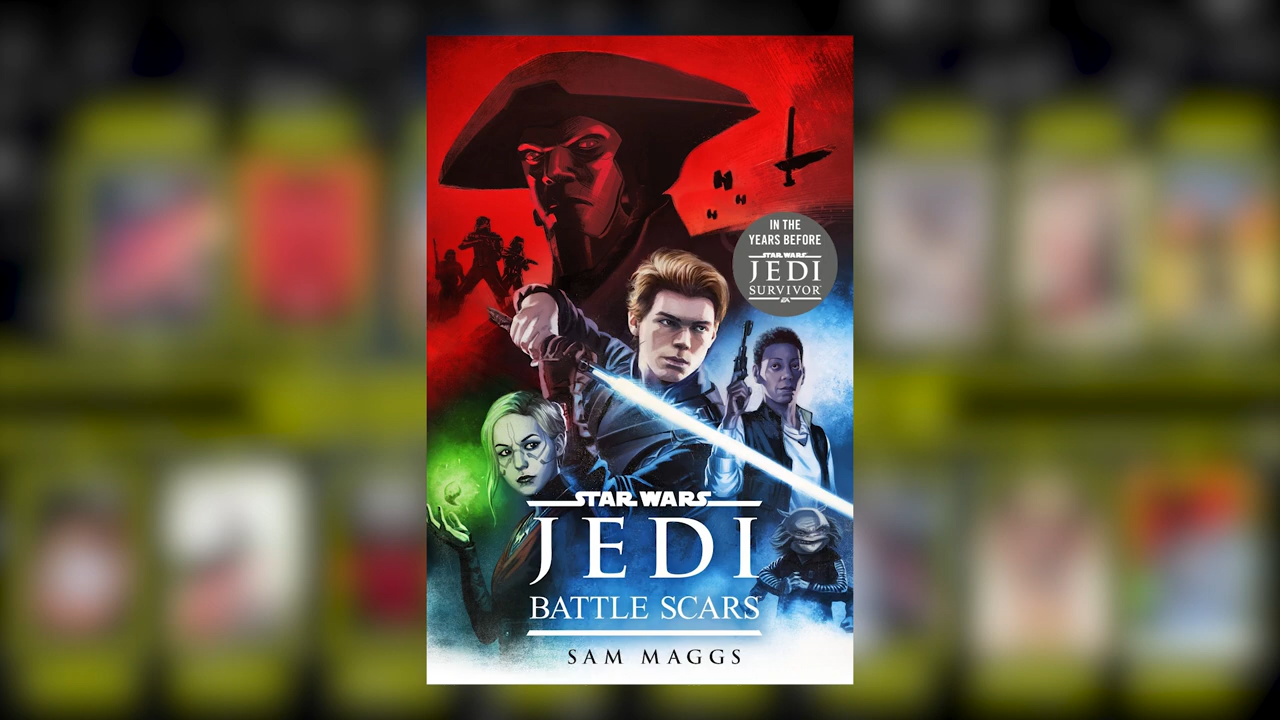 IN THE
YEARS BEFORE
STAR WARS
JEDI
SURVIVOR
EA
STAR WARS
JEDI
BATTLE SCARS
SAM MAGGS